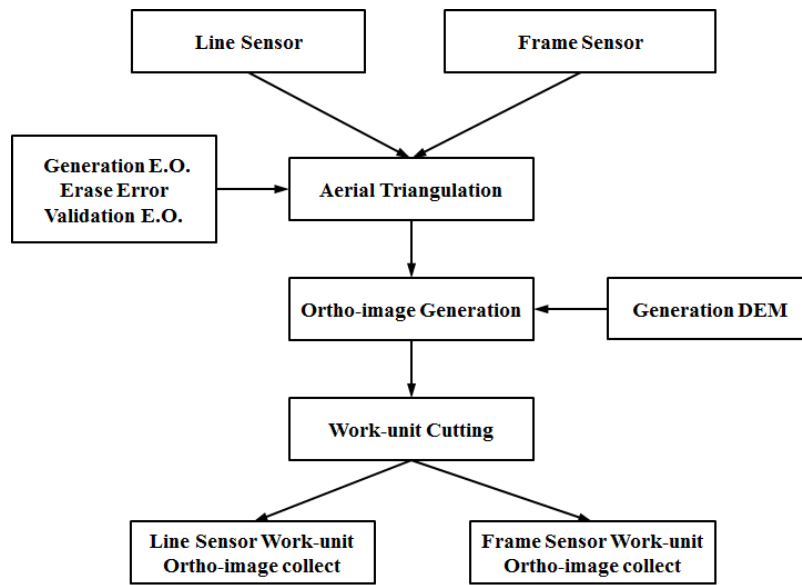 Line Sensor
Frame Sensor
Generation E.O.
Erase Error
Validation E.O.
Aerial Triangulation
Ortho-image Generation
Generation DEM
Work-unit Cutting
Line Sensor Work-unit
Ortho-image collect
Frame Sensor Work-unit
Ortho-image collect